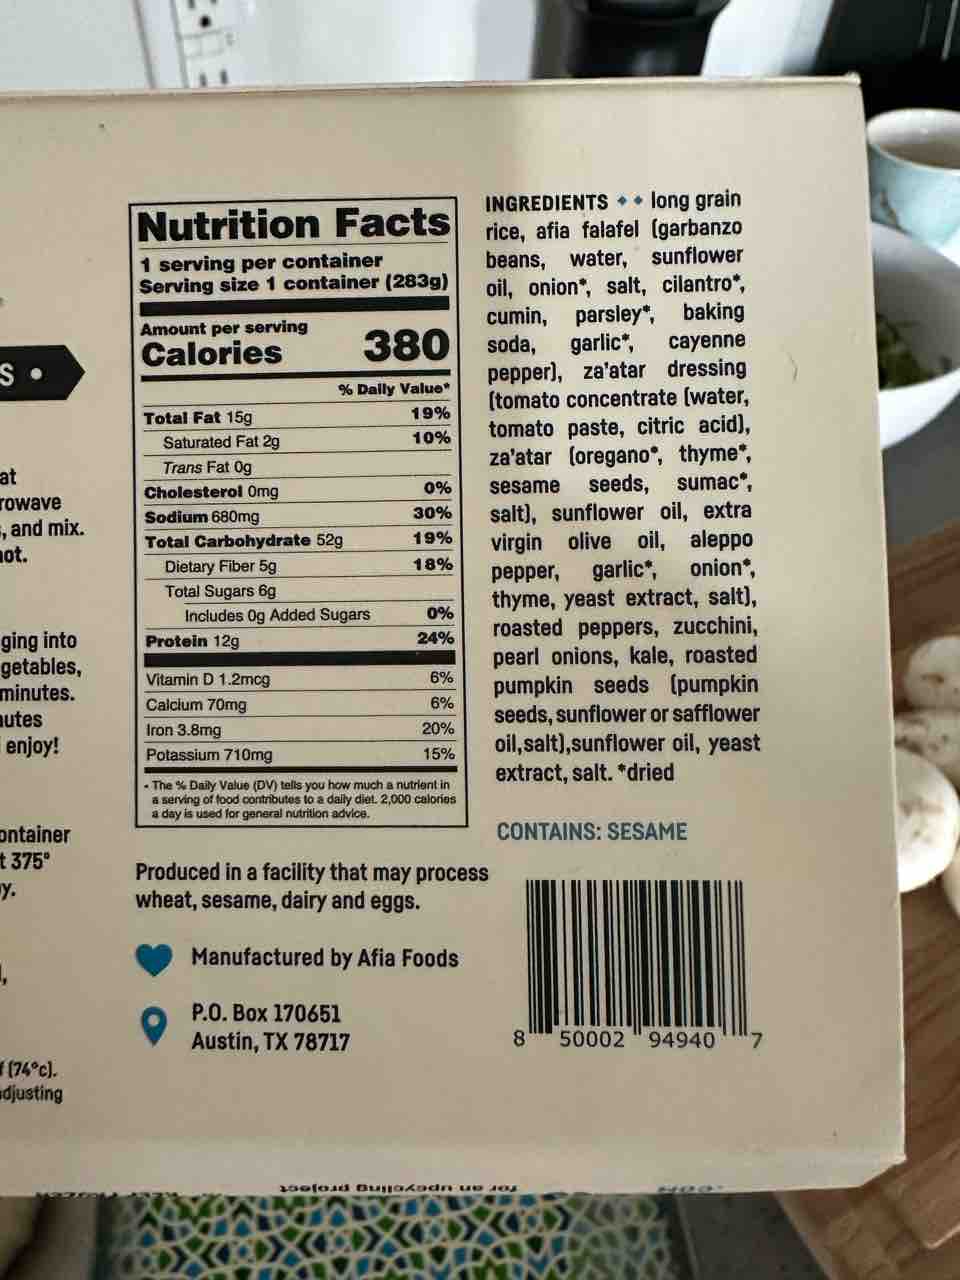 S •
at
rowave
, and mix.
ot.
ging into
getables,
minutes.
nutes
enjoy!
ontainer
t 375°
y.
f (74°c).
adjusting
Nutrition Facts
1 serving per container
Serving size 1 container (283g)
Amount per serving
Calories 380
% Daily Value*
Total Fat 15g 19%
Saturated Fat 2g 10%
Trans Fat 0g
Cholesterol 0mg 0%
Sodium 680mg 30%
Total Carbohydrate 52g 19%
Dietary Fiber 5g 18%
Total Sugars 6g
Includes 0g Added Sugars 0%
Protein 12g 24%
Vitamin D 1.2mcg 6%
Calcium 70mg 6%
Iron 3.8mg 20%
Potassium 710mg 15%
• The % Daily Value (DV) tells you how much a nutrient in
a serving of food contributes to a daily diet. 2,000 calories
a day is used for general nutrition advice.
Produced in a facility that may process
wheat, sesame, dairy and eggs.
Manufactured by Afia Foods
P.O. Box 170651
Austin, TX 78717
INGREDIENTS long grain
rice, afia falafel (garbanzo
beans, water, sunflower
oil, onion*, salt, cilantro*,
cumin, parsley*, baking
soda, garlic*, cayenne
pepper), za'atar dressing
(tomato concentrate (water,
tomato paste, citric acid),
za'atar (oregano*, thyme*,
sesame seeds, sumac*,
salt), sunflower oil, extra
virgin olive oil, aleppo
pepper, garlic*, onion*,
thyme, yeast extract, salt),
roasted peppers, zucchini,
pearl onions, kale, roasted
pumpkin seeds (pumpkin
seeds, sunflower or safflower
oil,salt),sunflower oil, yeast
extract, salt. *dried
CONTAINS: SESAME
8 50002 94940 7
for an upcycling project